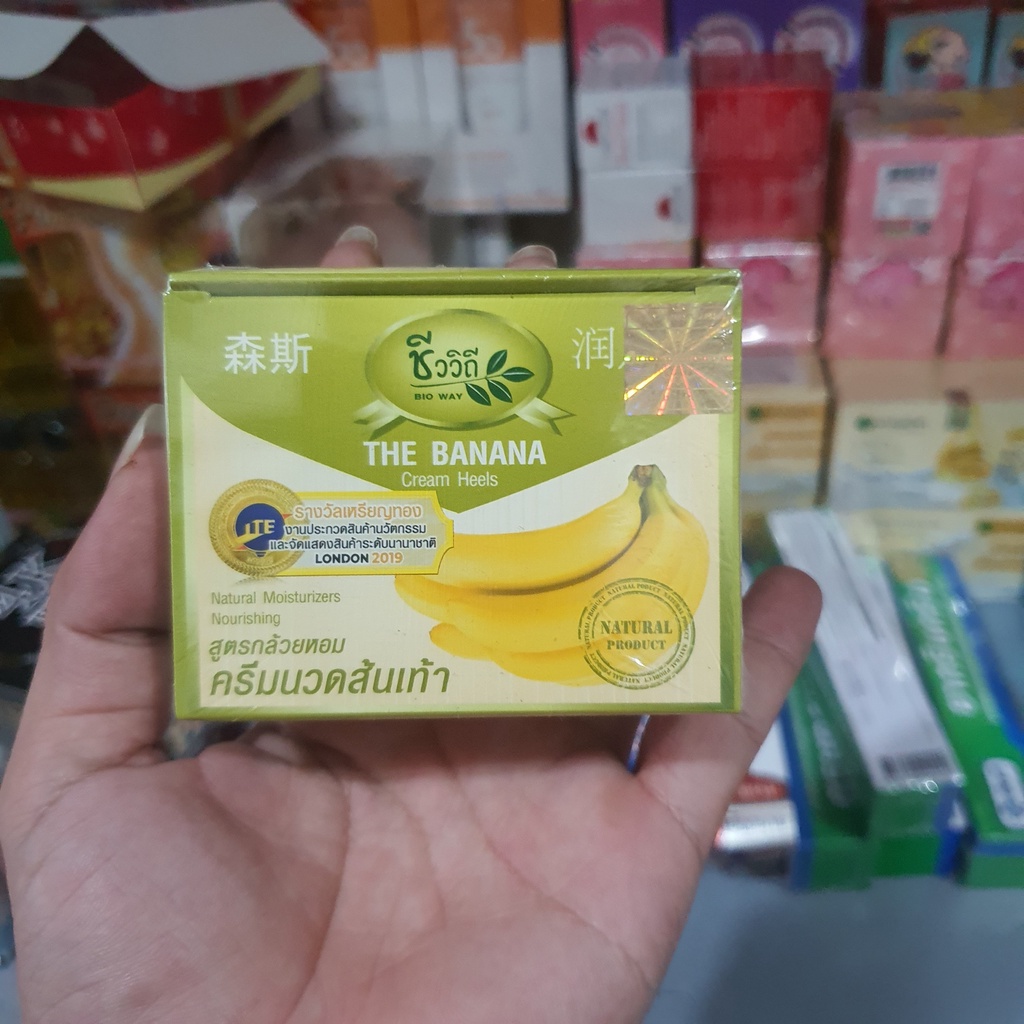 森斯
ชีววิถี
BIO WAY
润
THE BANANA
Cream Heels
LTE
รางวัลเหรียญทอง
งานประกวดสินค้านวัตกรรม
และจัดแสดงสินค้าระดับนานาชาติ
LONDON 2019
Natural Moisturizers
Nourishing
สูตรกล้วยหอม
ครีมนวดส้นเท้า
NATURAL PRODUCT
NATURAL
PRODUCT